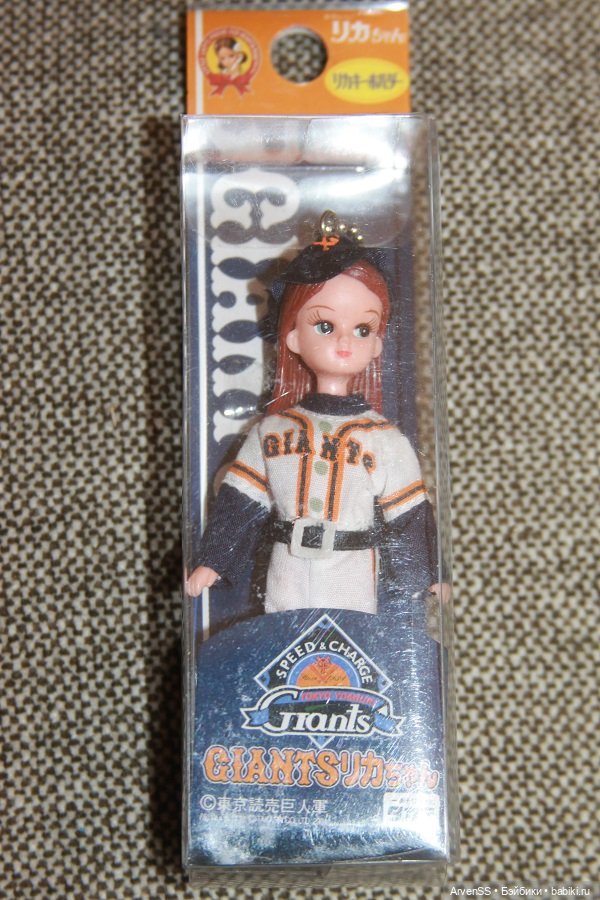 リカちゃん
リカキーホルダー
GIANTS
SPEED & CHARGE
TOKYO YOMIURI
Giants
GIANTSリカちゃん
©東京読売巨人軍
ArvenSS • Бэйбики • babiki.ru